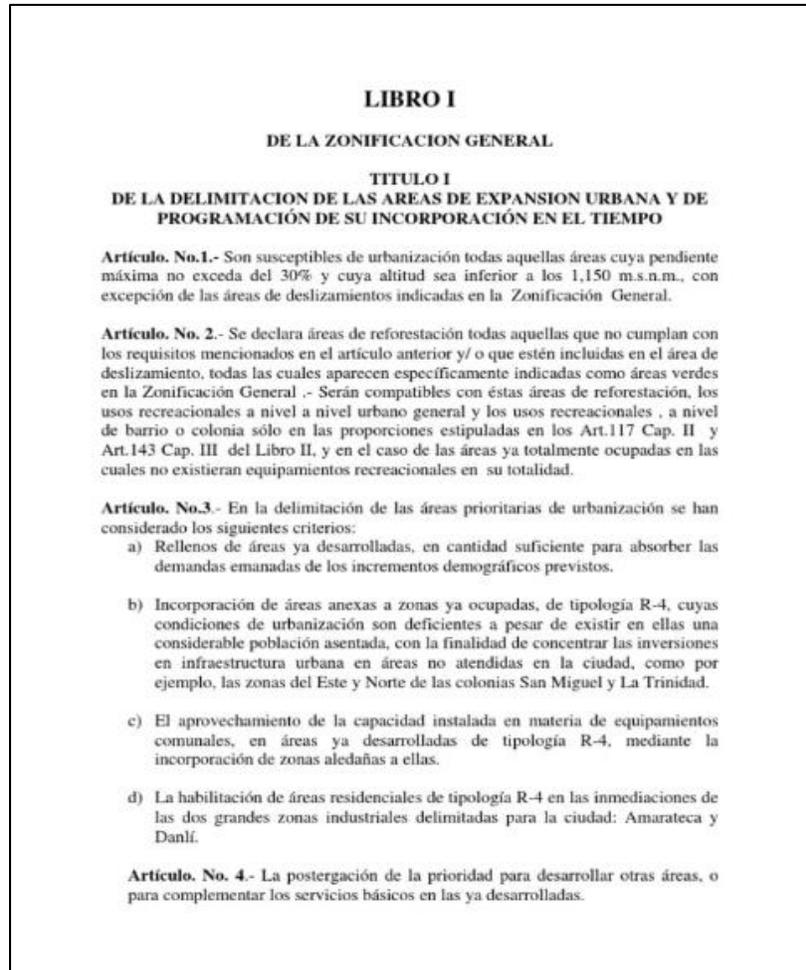 LIBRO I
DE LA ZONIFICACION GENERAL
TITULO I
DE LA DELIMITACION DE LAS AREAS DE EXPANSION URBANA Y DE
PROGRAMACIÓN DE SU INCORPORACIÓN EN EL TIEMPO
Artículo. No.1.- Son susceptibles de urbanización todas aquellas áreas cuya pendiente
máxima no exceda del 30% y cuya altitud sea inferior a los 1,150 m.s.n.m., con
excepción de las áreas de deslizamientos indicadas en la Zonificación General.
Artículo. No. 2.- Se declara áreas de reforestación todas aquellas que no cumplan con
los requisitos mencionados en el artículo anterior y/ o que estén incluidas en el área de
deslizamiento, todas las cuales aparecen específicamente indicadas como áreas verdes
en la Zonificación General .- Serán compatibles con éstas áreas de reforestación, los
usos recreacionales a nivel a nivel urbano general y los usos recreacionales , a nivel
de barrio o colonia sólo en las proporciones estipuladas en los Art.117 Cap. II y
Art.143 Cap. III del Libro II, y en el caso de las áreas ya totalmente ocupadas en las
cuales no existieran equipamientos recreacionales en su totalidad.
Artículo. No.3.- En la delimitación de las áreas prioritarias de urbanización se han
considerado los siguientes criterios:
a) Rellenos de áreas ya desarrolladas, en cantidad suficiente para absorber las
demandas emanadas de los incrementos demográficos previstos.
b) Incorporación de áreas anexas a zonas ya ocupadas, de tipología R-4, cuyas
condiciones de urbanización son deficientes a pesar de existir en ellas una
considerable población asentada, con la finalidad de concentrar las inversiones
en infraestructura urbana en áreas no atendidas en la ciudad, como por
ejemplo, las zonas del Este y Norte de las colonias San Miguel y La Trinidad.
c) El aprovechamiento de la capacidad instalada en materia de equipamientos
comunales, en áreas ya desarrolladas de tipología R-4, mediante la
incorporación de zonas aledañas a ellas.
d) La habilitación de áreas residenciales de tipología R-4 en las inmediaciones de
las dos grandes zonas industriales delimitadas para la ciudad: Amarateca y
Danlí.
Artículo. No. 4.- La postergación de la prioridad para desarrollar otras áreas, o
para complementar los servicios básicos en las ya desarrolladas.